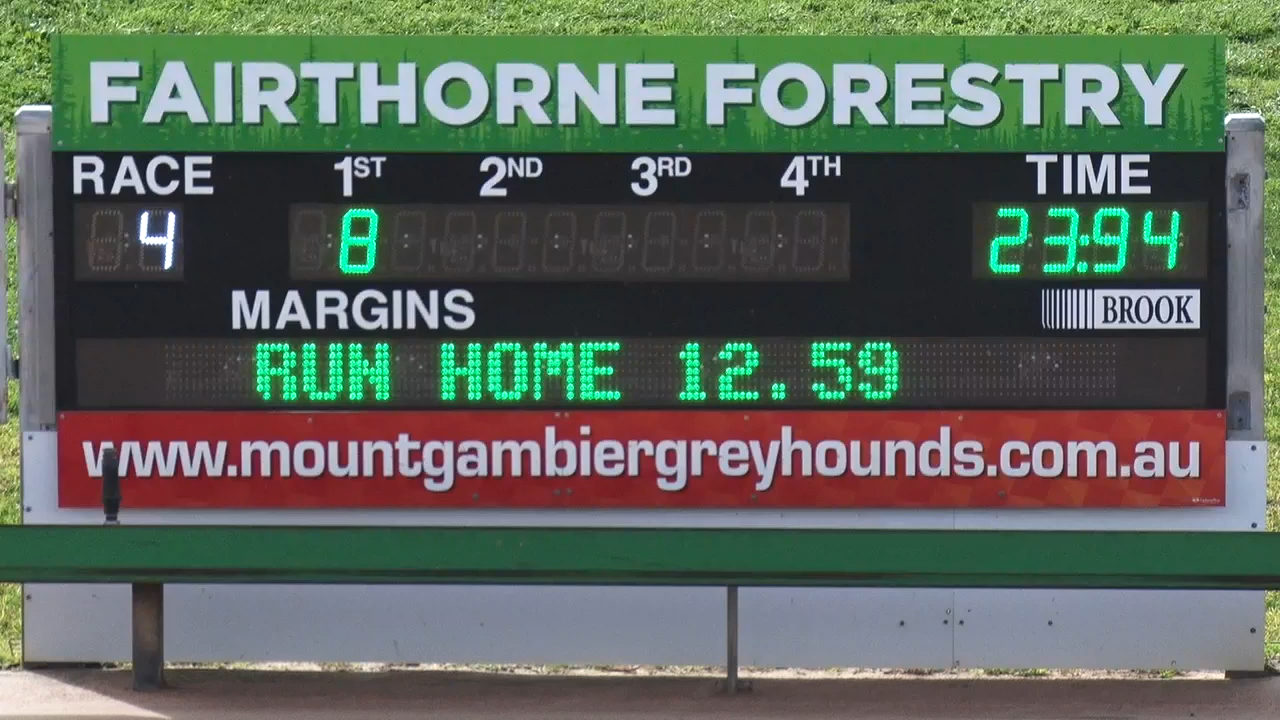 FAIRTHORNE FORESTRY
RACE 1ST 2ND 3RD 4TH TIME
4 8 23:94
MARGINS BROOK
RUN HOME 12.59
www.mountgambiergreyhounds.com.au